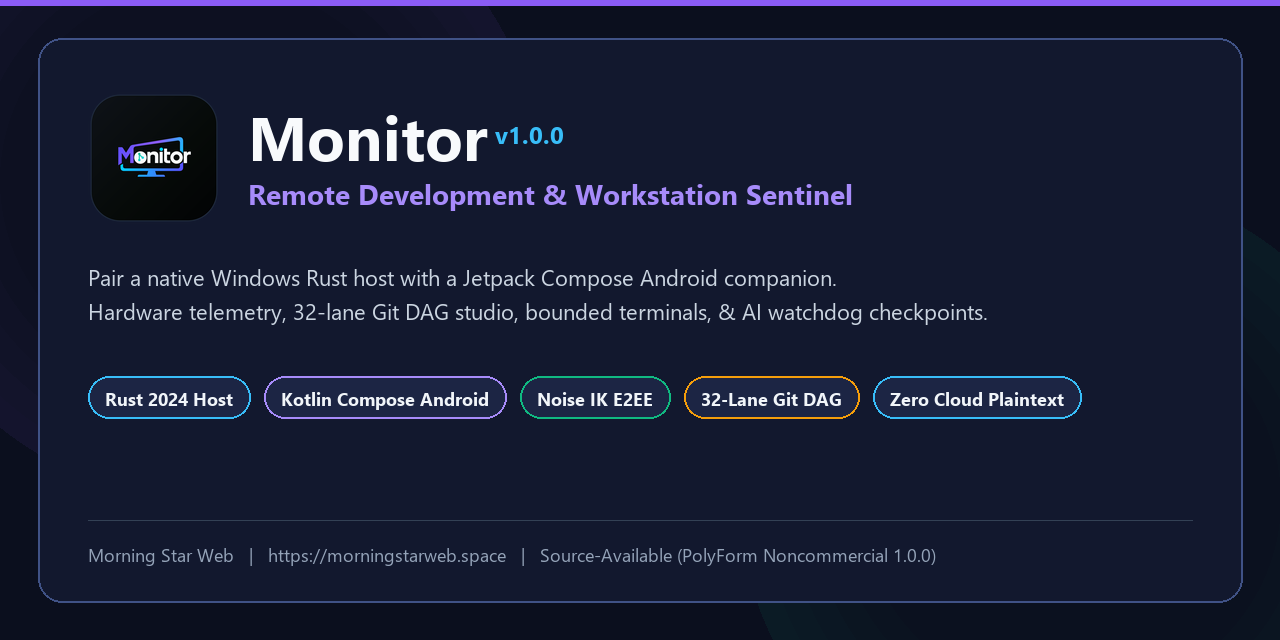 Monitor
Monitor v1.0.0
Remote Development & Workstation Sentinel
Pair a native Windows Rust host with a Jetpack Compose Android companion.
Hardware telemetry, 32-lane Git DAG studio, bounded terminals, & AI watchdog checkpoints.
Rust 2024 Host Kotlin Compose Android Noise IK E2EE 32-Lane Git DAG Zero Cloud Plaintext
Morning Star Web | https://morningstarweb.space | Source-Available (PolyForm Noncommercial 1.0.0)